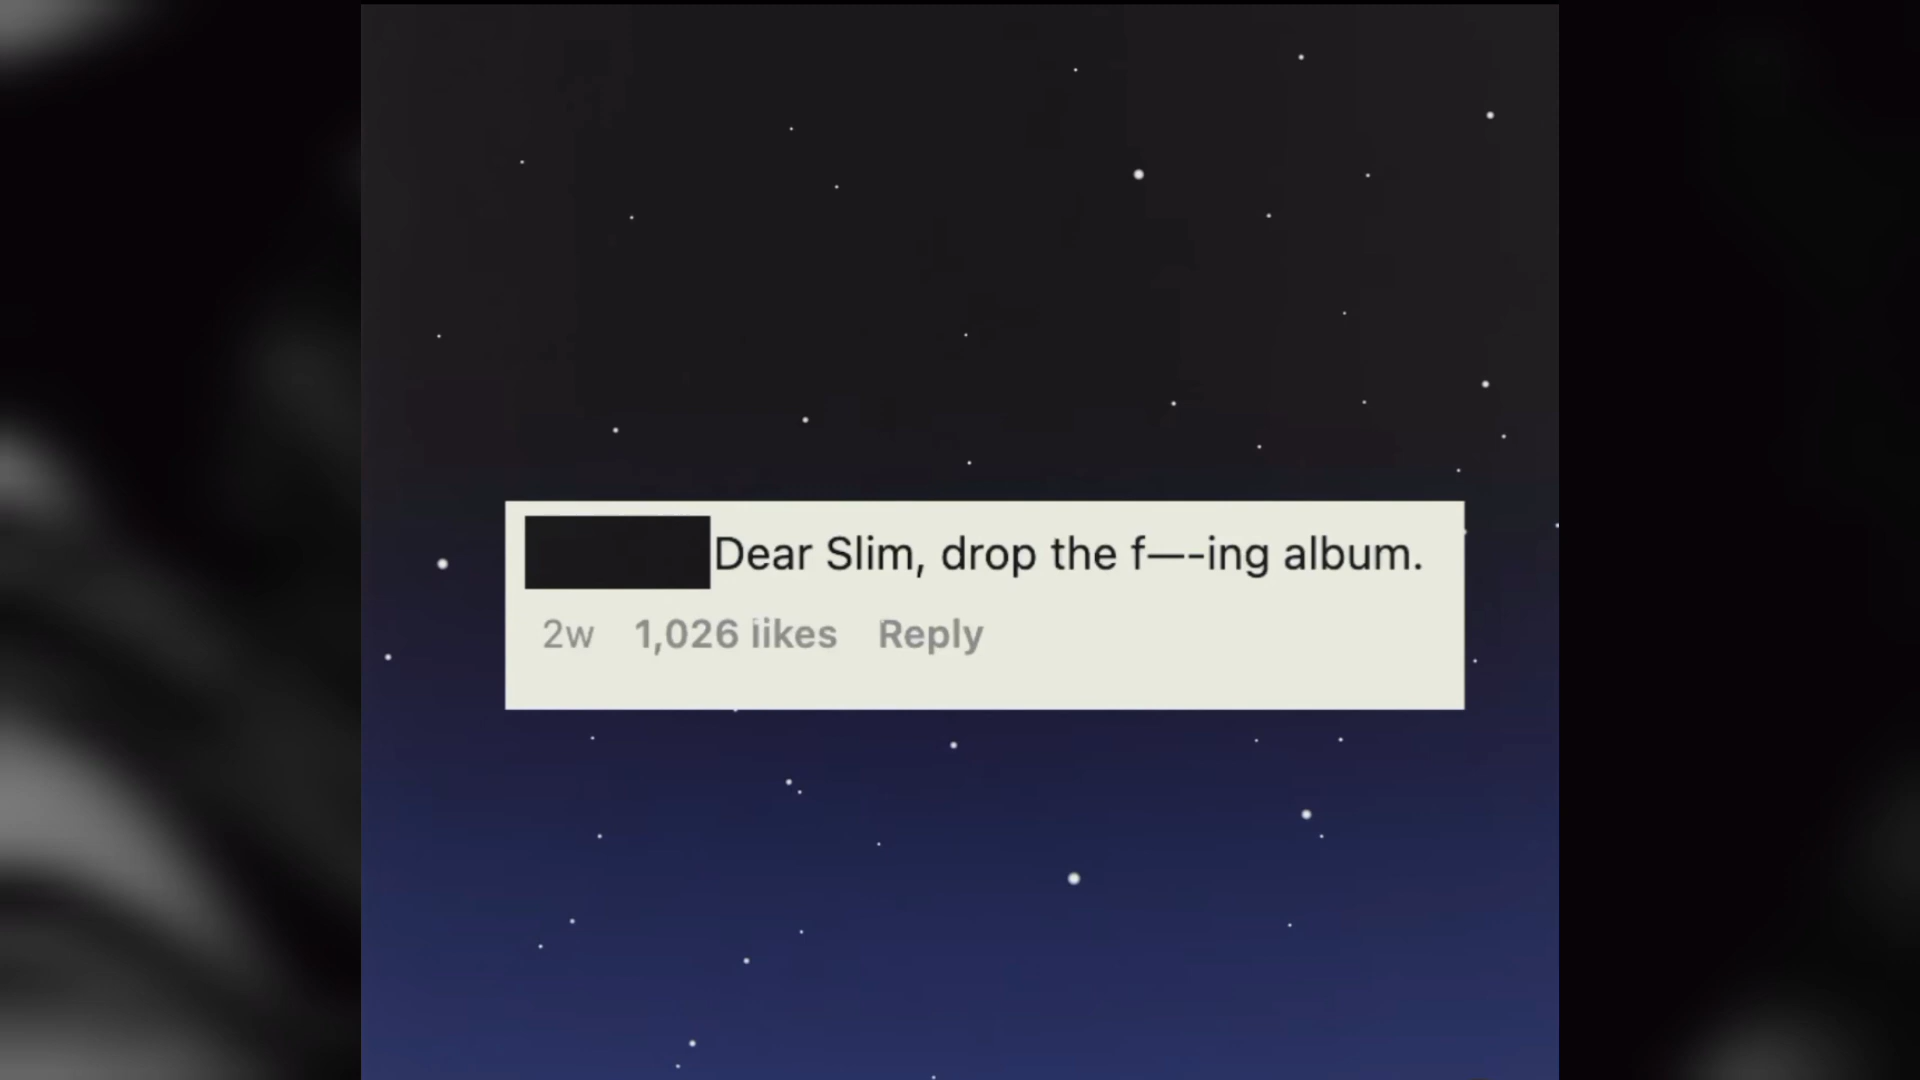 Dear Slim, drop the f—-ing album.
2w 1,026 likes Reply